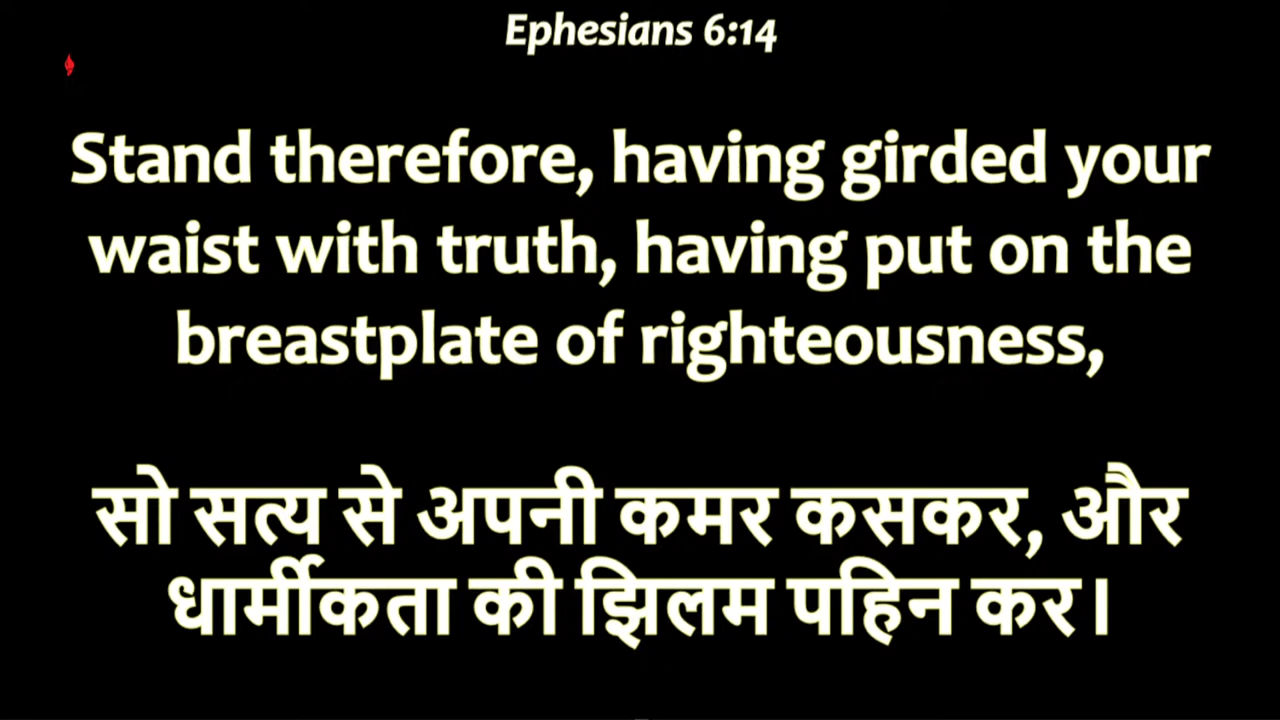 Ephesians 6:14
Stand therefore, having girded your
waist with truth, having put on the
breastplate of righteousness,
सो सत्य से अपनी कमर कसकर, और
धार्मीकता की झिलम पहिन कर।